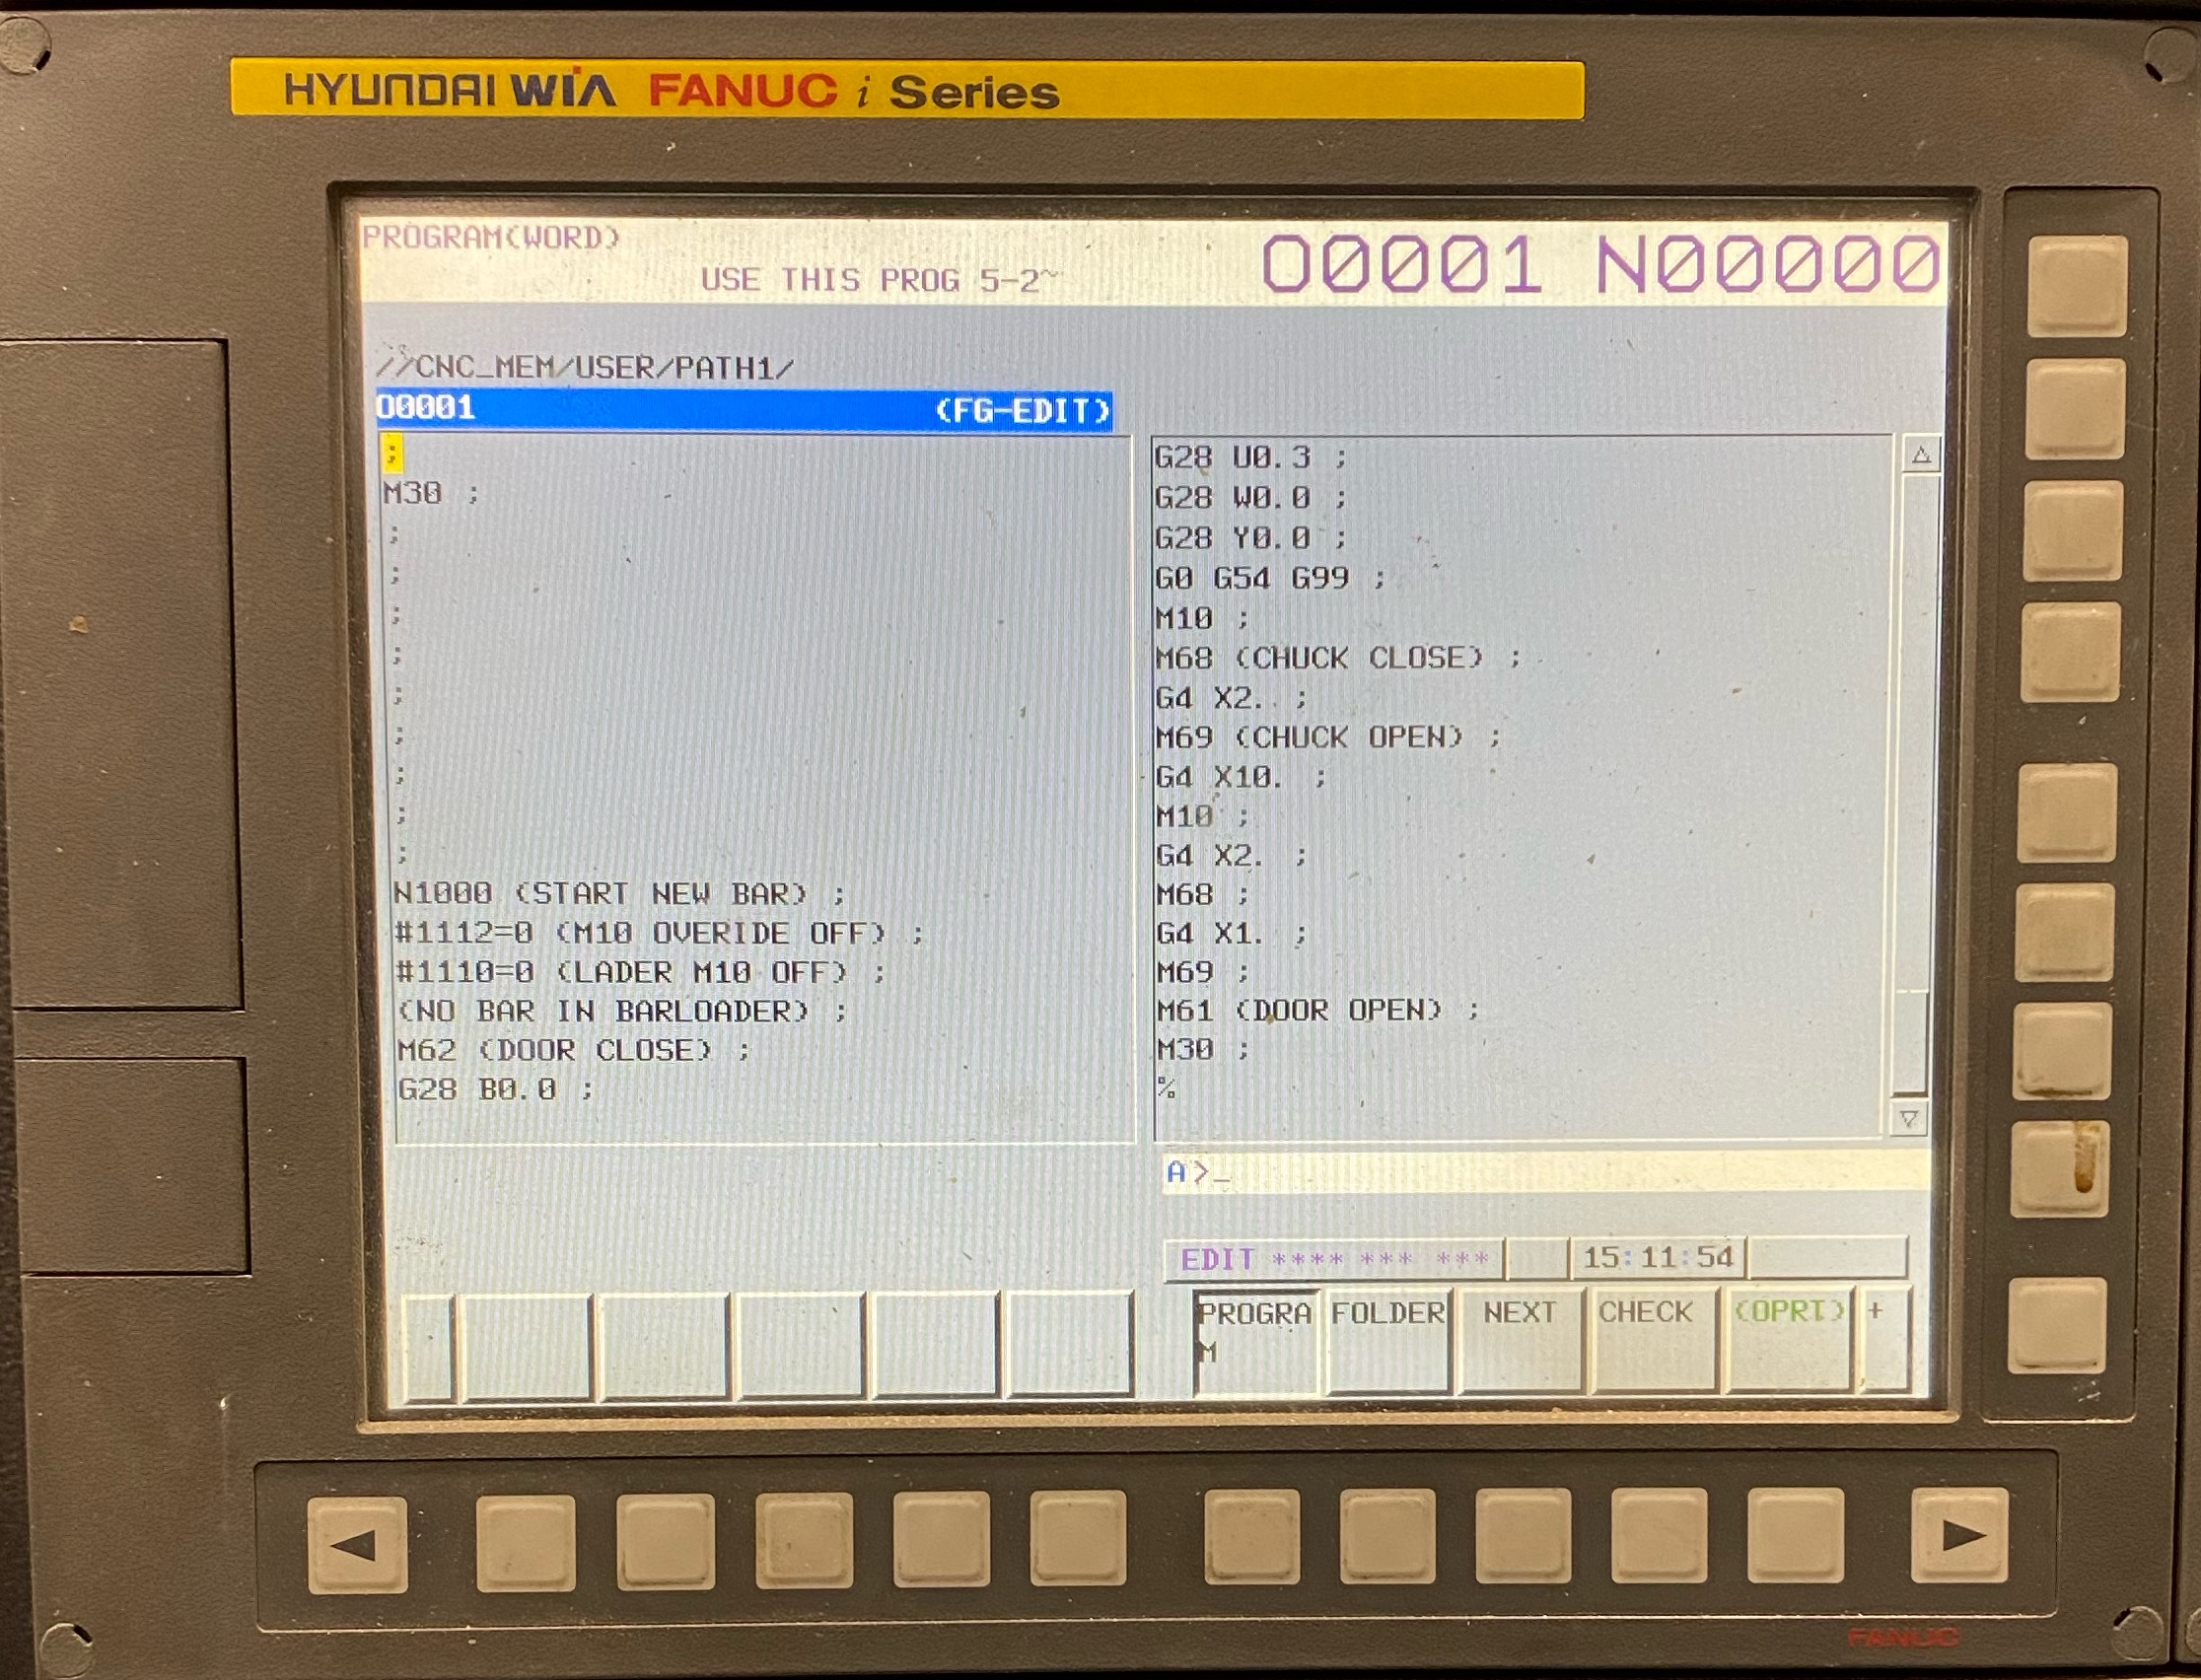 HYUNDAI WIA FANUC i Series
PROGRAM(WORD)
USE THIS PROG 5-2~
O0001 N00000
//CNC_MEM/USER/PATH1/
O0001 (FG-EDIT)
;
M30 ;
;
;
;
;
;
;
;
;
;
N1000 (START NEW BAR) ;
#1112=0 (M10 OVERIDE OFF) ;
#1110=0 (LADER M10 OFF) ;
(NO BAR IN BARLOADER) ;
M62 (DOOR CLOSE) ;
G28 B0.0 ;
G28 U0.3 ;
G28 W0.0 ;
G28 Y0.0 ;
G0 G54 G99 ;
M10 ;
M68 (CHUCK CLOSE) ;
G4 X2. ;
M69 (CHUCK OPEN) ;
G4 X10. ;
M10 ;
G4 X2. ;
M68 ;
G4 X1. ;
M69 ;
M61 (DOOR OPEN) ;
M30 ;
%
A>_
EDIT **** *** *** 15:11:54
PROGRAM FOLDER NEXT CHECK (OPRT) +
FANUC